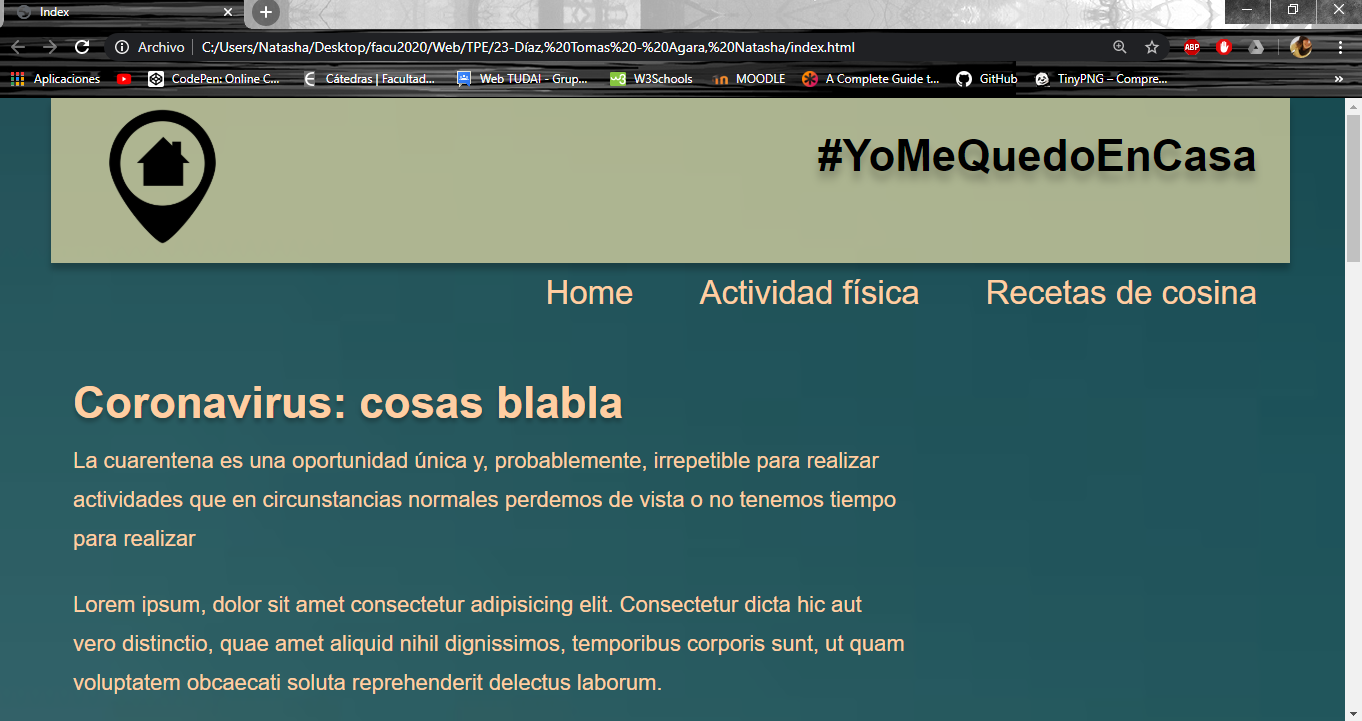 Index
Archivo
C:/Users/Natasha/Desktop/facu2020/Web/TPE/23-Díaz,%20Tomas%20-%20Agara,%20Natasha/index.html
ABP
Aplicaciones
CodePen: Online C...
Cátedras | Facultad...
Web TUDAI - Grup...
W3Schools
MOODLE
A Complete Guide t...
GitHub
TinyPNG – Compre...
»
#YoMeQuedoEnCasa
Home Actividad física Recetas de cosina
Coronavirus: cosas blabla
La cuarentena es una oportunidad única y, probablemente, irrepetible para realizar
actividades que en circunstancias normales perdemos de vista o no tenemos tiempo
para realizar
Lorem ipsum, dolor sit amet consectetur adipisicing elit. Consectetur dicta hic aut
vero distinctio, quae amet aliquid nihil dignissimos, temporibus corporis sunt, ut quam
voluptatem obcaecati soluta reprehenderit delectus laborum.